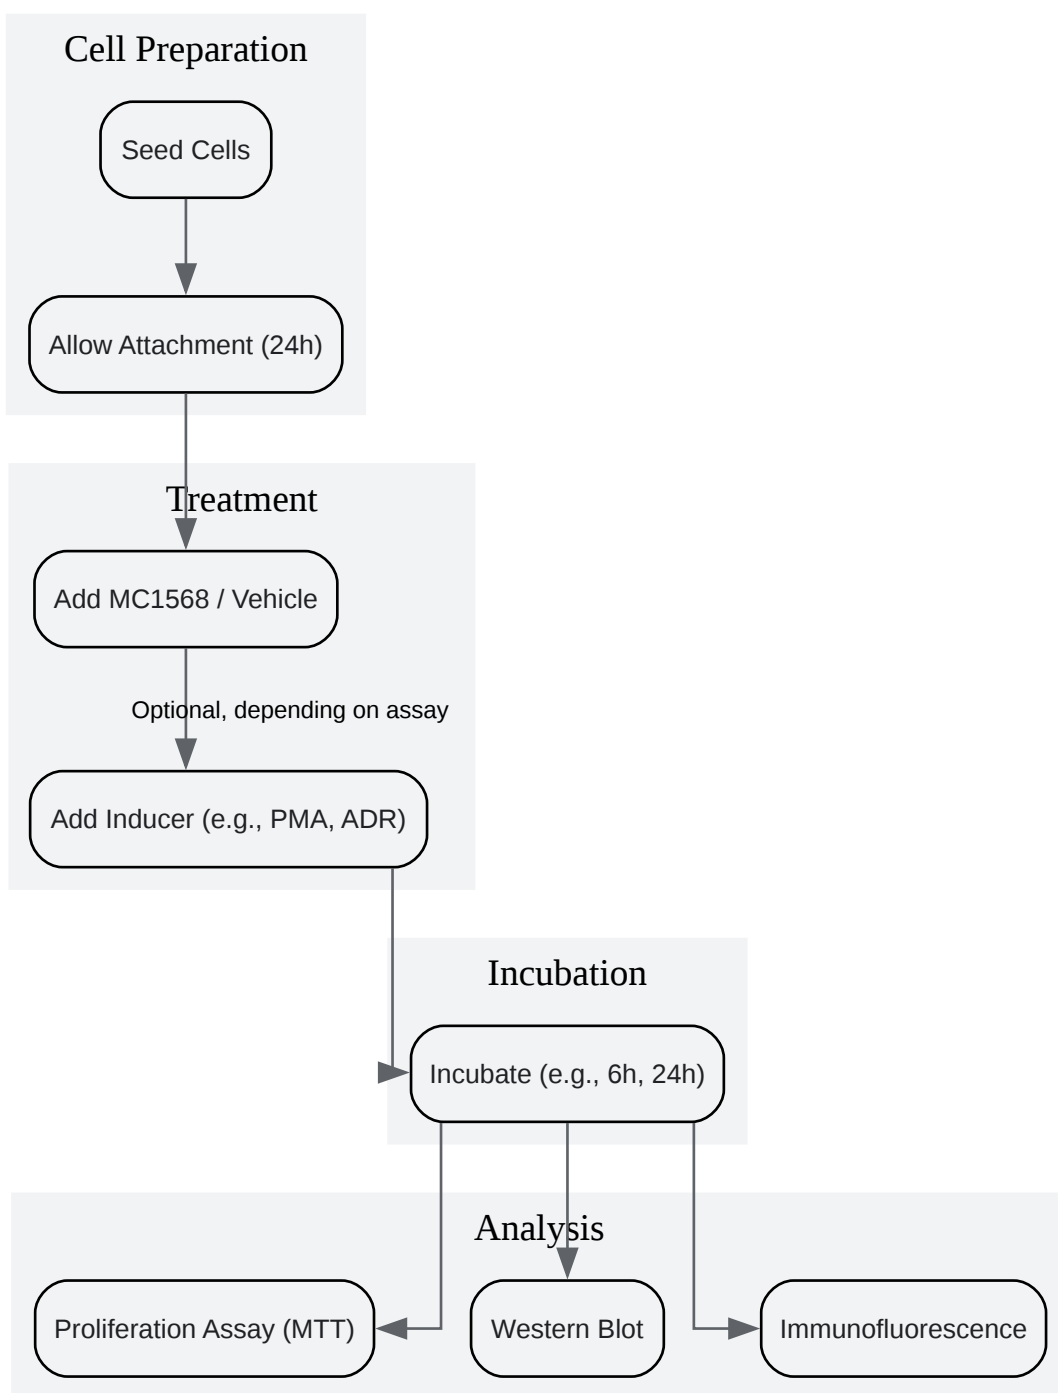 Cell Preparation
Seed Cells
Allow Attachment (24h)
Treatment
Add MC1568 / Vehicle
Optional, depending on assay
Add Inducer (e.g., PMA, ADR)
Incubation
Incubate (e.g., 6h, 24h)
Analysis
Proliferation Assay (MTT)
Western Blot
Immunofluorescence